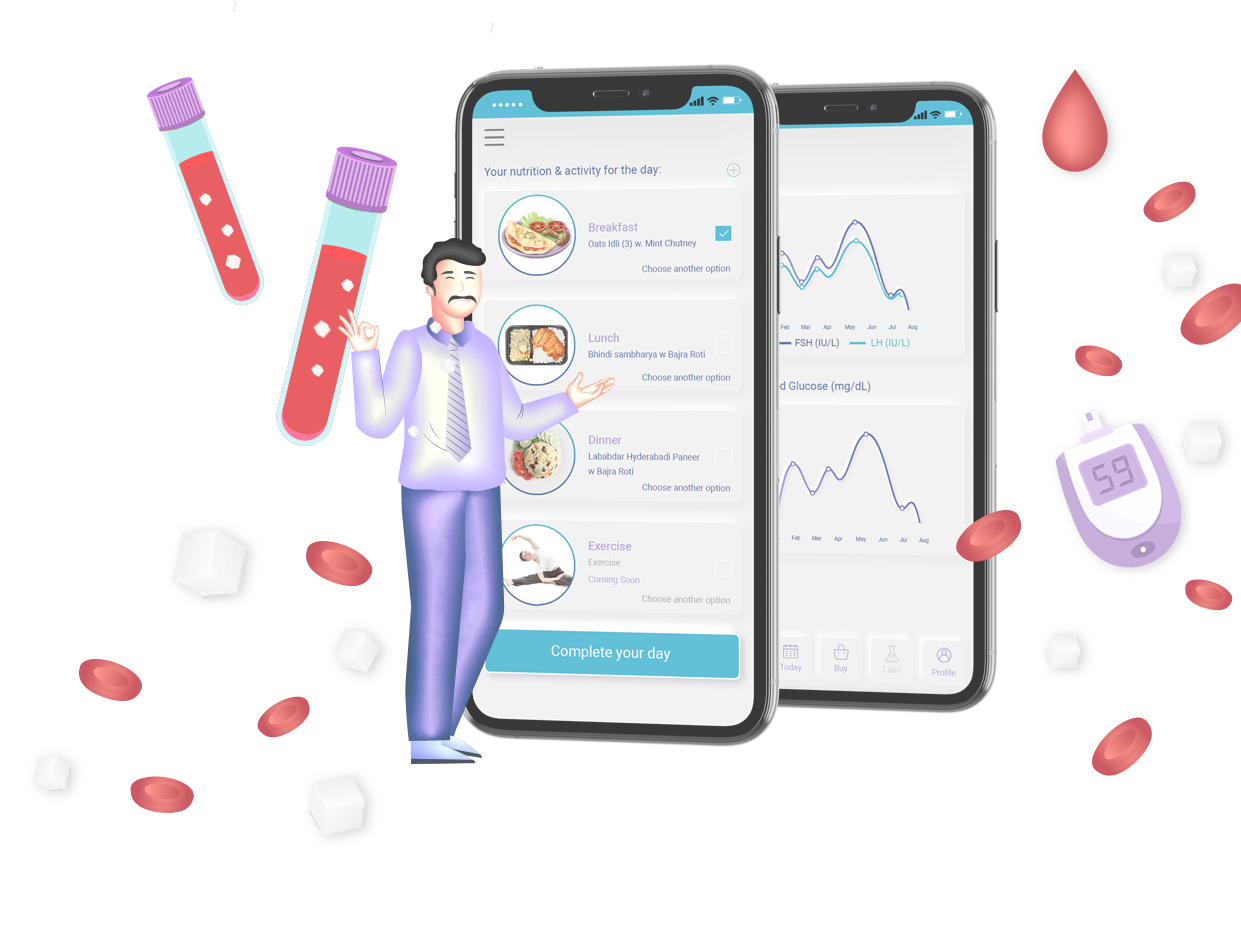 Your nutrition & activity for the day:
Breakfast
Oats Idli (3) w. Mint Chutney
Choose another option
Lunch
Bhindi sambharya w Bajra Roti
Choose another option
Dinner
Lababdar Hyderabadi Paneer
w Bajra Roti
Choose another option
Exercise
Exercise
Coming Soon
Choose another option
Complete your day
Feb Mar Apr May Jun Jul Aug
FSH (IU/L) LH (IU/L)
d Glucose (mg/dL)
Feb Mar Apr May Jun Jul Aug
Today Buy Labs Profile
59